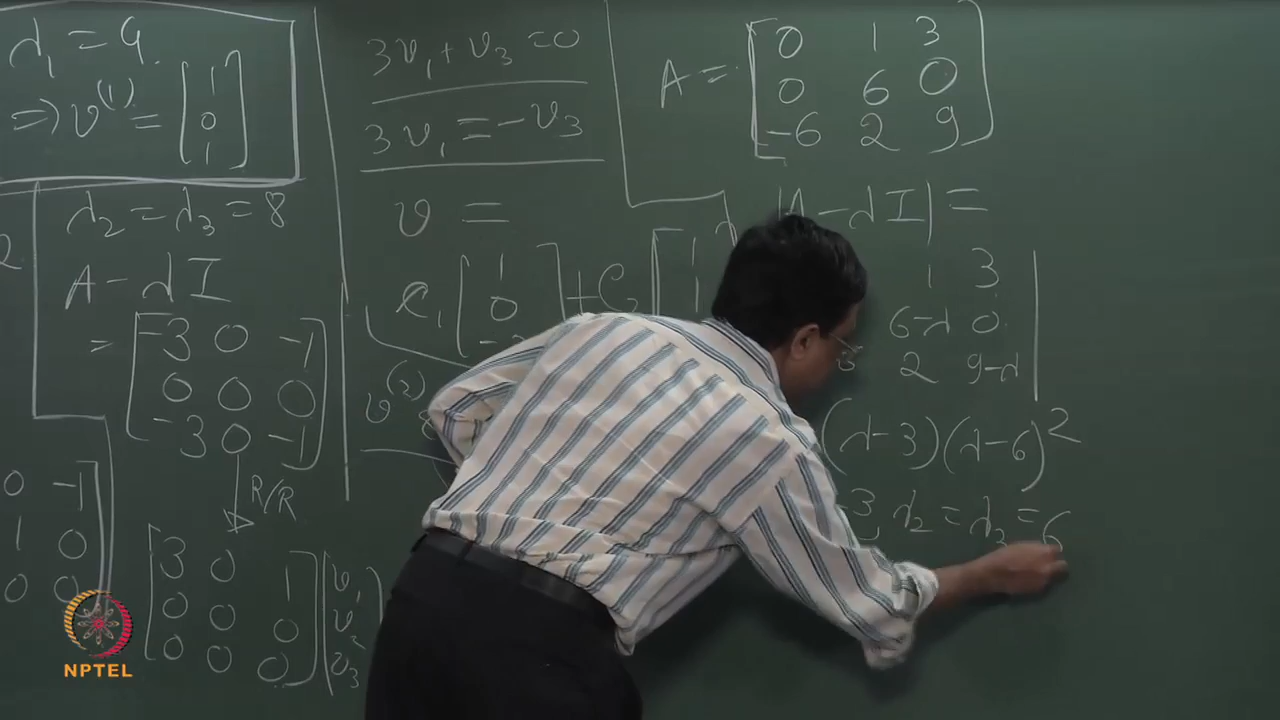 λ₁ = 4.
⇒ v⁽¹⁾ = [1 0 1]
λ₂ = λ₃ = 8
A - λI
= [-3 0 -1
0 0 0
-3 0 -1]
R/R
0 -1
1 0
0 0
[3 0 1
0 0 0
0 0 0] [v₁ v₂ v₃]
3v₁ + v₃ = 0
3v₁ = -v₃
v =
C₁ [1 0 -3] + C
v⁽²⁾
A = [0 1 3
0 6 0
-6 2 9]
|A - λI| =
1 3
6-λ 0
2 9-λ
(λ-3)(λ-6)²
3, λ₂ = λ₃ = 6
NPTEL